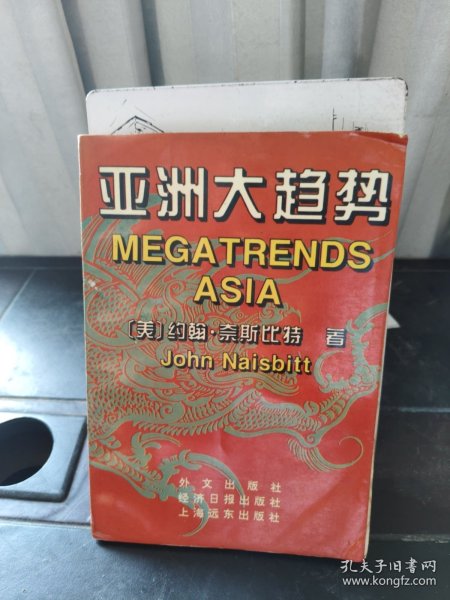 亚洲大趋势
MEGATRENDS
ASIA
〔美〕约翰·奈斯比特 著
John Naisbitt
外文出版社
经济日报出版社
上海远东出版社
孔夫子旧书网
www.kongfz.com